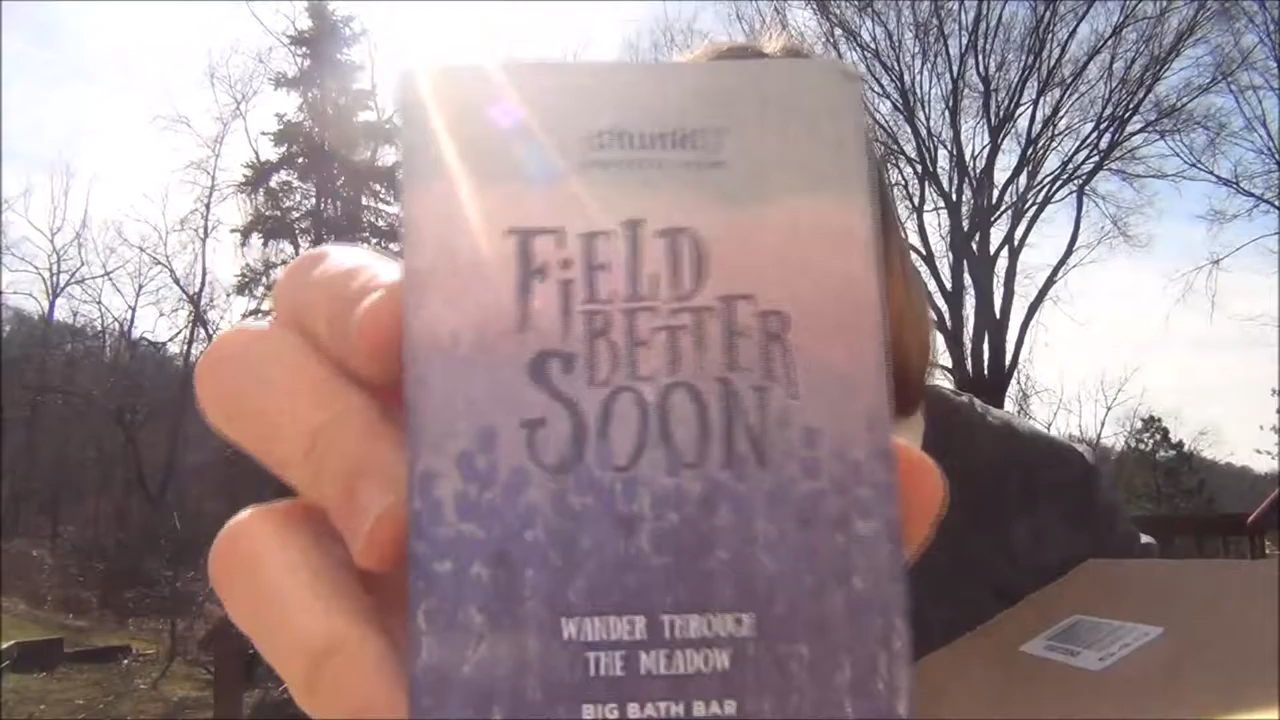 FiELD
BETTER
SOON
WANDER THROUGH
THE MEADOW
BIG BATH BAR